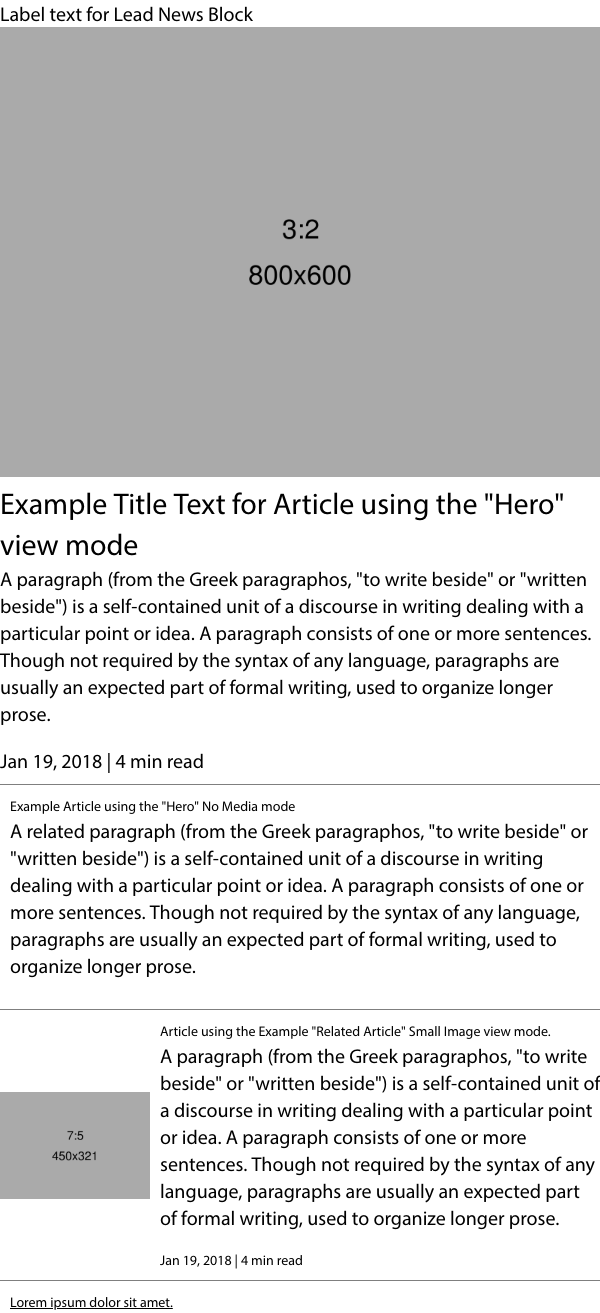 Label text for Lead News Block
3:2
800x600
Example Title Text for Article using the "Hero"
view mode
A paragraph (from the Greek paragraphos, "to write beside" or "written
beside") is a self-contained unit of a discourse in writing dealing with a
particular point or idea. A paragraph consists of one or more sentences.
Though not required by the syntax of any language, paragraphs are
usually an expected part of formal writing, used to organize longer
prose.
Jan 19, 2018 | 4 min read
Example Article using the "Hero" No Media mode
A related paragraph (from the Greek paragraphos, "to write beside" or
"written beside") is a self-contained unit of a discourse in writing
dealing with a particular point or idea. A paragraph consists of one or
more sentences. Though not required by the syntax of any language,
paragraphs are usually an expected part of formal writing, used to
organize longer prose.
Article using the Example "Related Article" Small Image view mode.
A paragraph (from the Greek paragraphos, "to write
beside" or "written beside") is a self-contained unit of
a discourse in writing dealing with a particular point
or idea. A paragraph consists of one or more
sentences. Though not required by the syntax of any
language, paragraphs are usually an expected part
of formal writing, used to organize longer prose.
7:5
450x321
Jan 19, 2018 | 4 min read
Lorem ipsum dolor sit amet.